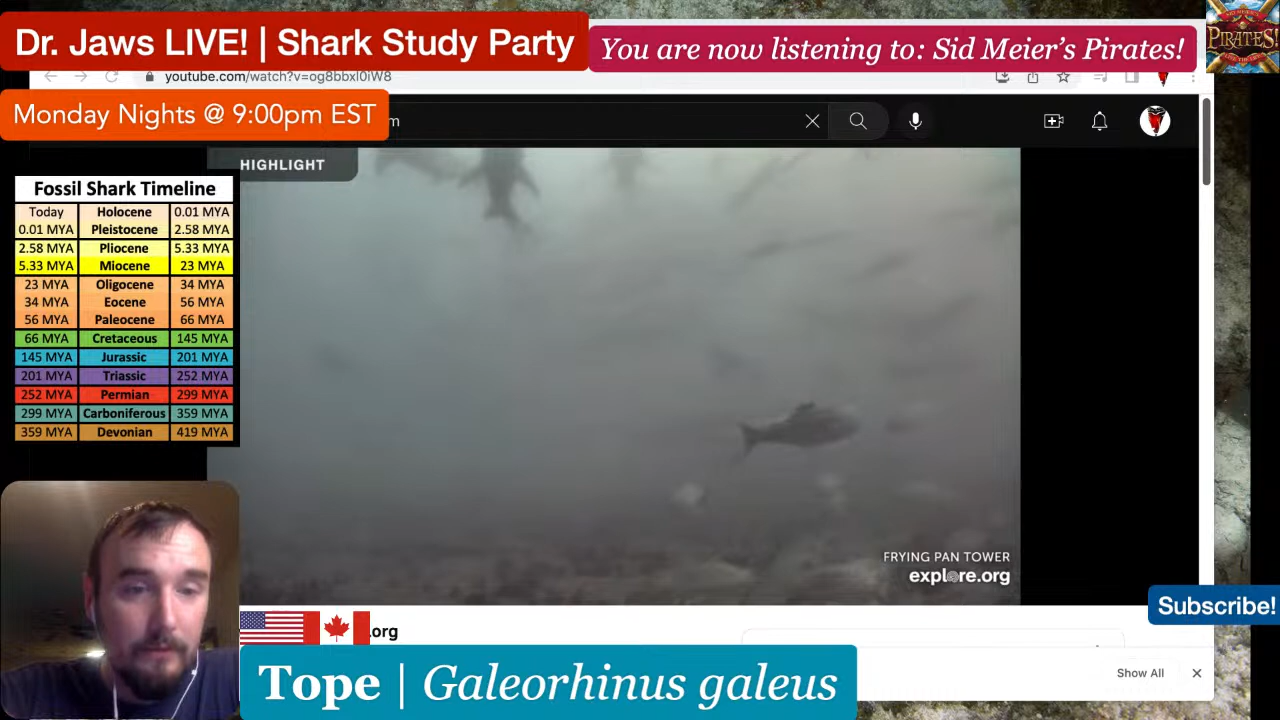 Dr. Jaws LIVE! | Shark Study Party
You are now listening to: Sid Meier's Pirates!
PIRATES!
youtube.com/watch?v=og8bbxl0iW8
Monday Nights @ 9:00pm EST
m
HIGHLIGHT
Fossil Shark Timeline
Today Holocene 0.01 MYA
0.01 MYA Pleistocene 2.58 MYA
2.58 MYA Pliocene 5.33 MYA
5.33 MYA Miocene 23 MYA
23 MYA Oligocene 34 MYA
34 MYA Eocene 56 MYA
56 MYA Paleocene 66 MYA
66 MYA Cretaceous 145 MYA
145 MYA Jurassic 201 MYA
201 MYA Triassic 252 MYA
252 MYA Permian 299 MYA
299 MYA Carboniferous 359 MYA
359 MYA Devonian 419 MYA
FRYING PAN TOWER
explore.org
Subscribe!
.org
Show All
Tope | Galeorhinus galeus